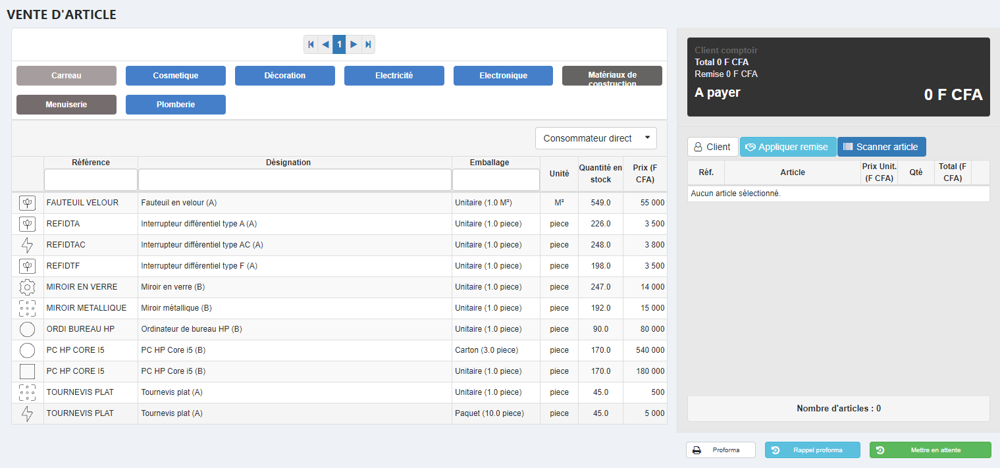 VENTE D'ARTICLE
1
Carreau
Cosmetique
Décoration
Electricité
Electronique
Matériaux de
construction
Menuiserie
Plomberie
Consommateur direct
Référence Désignation Emballage Unité Quantité en stock Prix (F CFA)
FAUTEUIL VELOUR Fauteuil en velour (A) Unitaire (1.0 M²) M² 549.0 55 000
REFIDTA Interrupteur différentiel type A (A) Unitaire (1.0 piece) piece 226.0 3 500
REFIDTAC Interrupteur différentiel type AC (A) Unitaire (1.0 piece) piece 248.0 3 800
REFIDTF Interrupteur différentiel type F (A) Unitaire (1.0 piece) piece 198.0 3 500
MIROIR EN VERRE Miroir en verre (B) Unitaire (1.0 piece) piece 247.0 14 000
MIROIR METALLIQUE Miroir métallique (B) Unitaire (1.0 piece) piece 192.0 15 000
ORDI BUREAU HP Ordinateur de bureau HP (B) Unitaire (1.0 piece) piece 90.0 80 000
PC HP CORE I5 PC HP Core i5 (B) Carton (3.0 piece) piece 170.0 540 000
PC HP CORE I5 PC HP Core i5 (B) Unitaire (1.0 piece) piece 170.0 180 000
TOURNEVIS PLAT Tournevis plat (A) Unitaire (1.0 piece) piece 45.0 500
TOURNEVIS PLAT Tournevis plat (A) Paquet (10.0 piece) piece 45.0 5 000
Client comptoir
Total 0 F CFA
Remise 0 F CFA
A payer 0 F CFA
Client
Appliquer remise
Scanner article
Réf. Article Prix Unit. (F CFA) Qté Total (F CFA)
Aucun article sélectionné.
Nombre d'articles : 0
Proforma
Rappel proforma
Mettre en attente